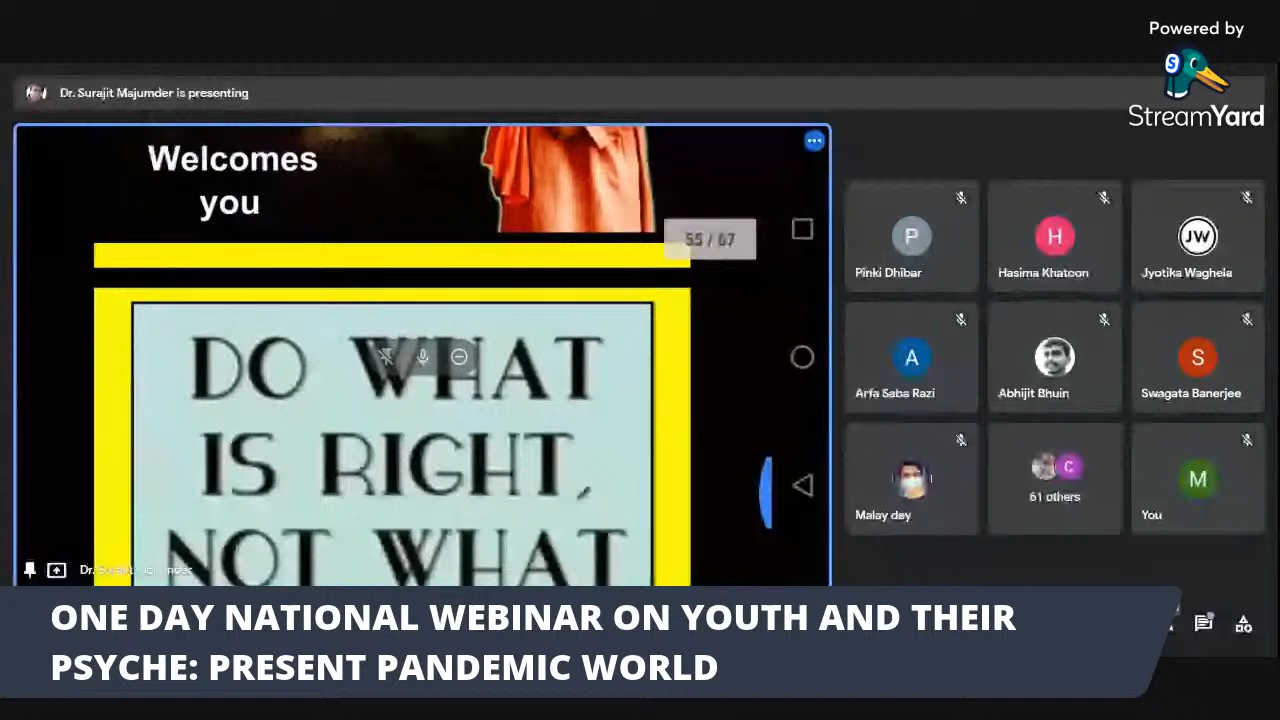 Powered by
StreamYard
Dr. Surajit Majumder is presenting
Welcomes
you
55 / 67
DO WHAT
IS RIGHT,
NOT WHAT
Pinki Dhibar
Hasima Khatoon
JW
Jyotika Waghela
P
H
A
Arfa Saba Razi
Abhijit Bhuin
S
Swagata Banerjee
Malay dey
C
61 others
M
You
ONE DAY NATIONAL WEBINAR ON YOUTH AND THEIR
PSYCHE: PRESENT PANDEMIC WORLD